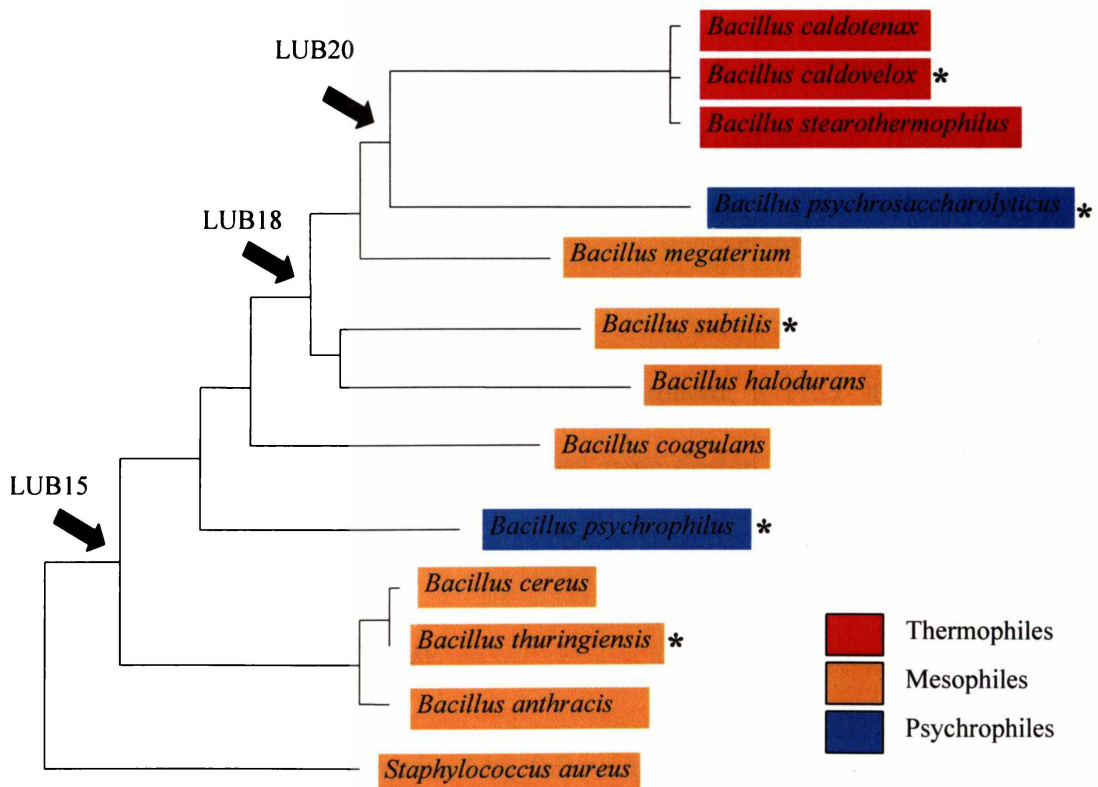 Bacillus caldotenax
LUB20
Bacillus caldovelox *
Bacillus stearothermophilus
Bacillus psychrosaccharolyticus *
LUB18
Bacillus megaterium
Bacillus subtilis *
Bacillus halodurans
Bacillus coagulans
LUB15
Bacillus psychrophilus *
Bacillus cereus
Bacillus thuringiensis *
Bacillus anthracis
Staphylococcus aureus
Thermophiles
Mesophiles
Psychrophiles